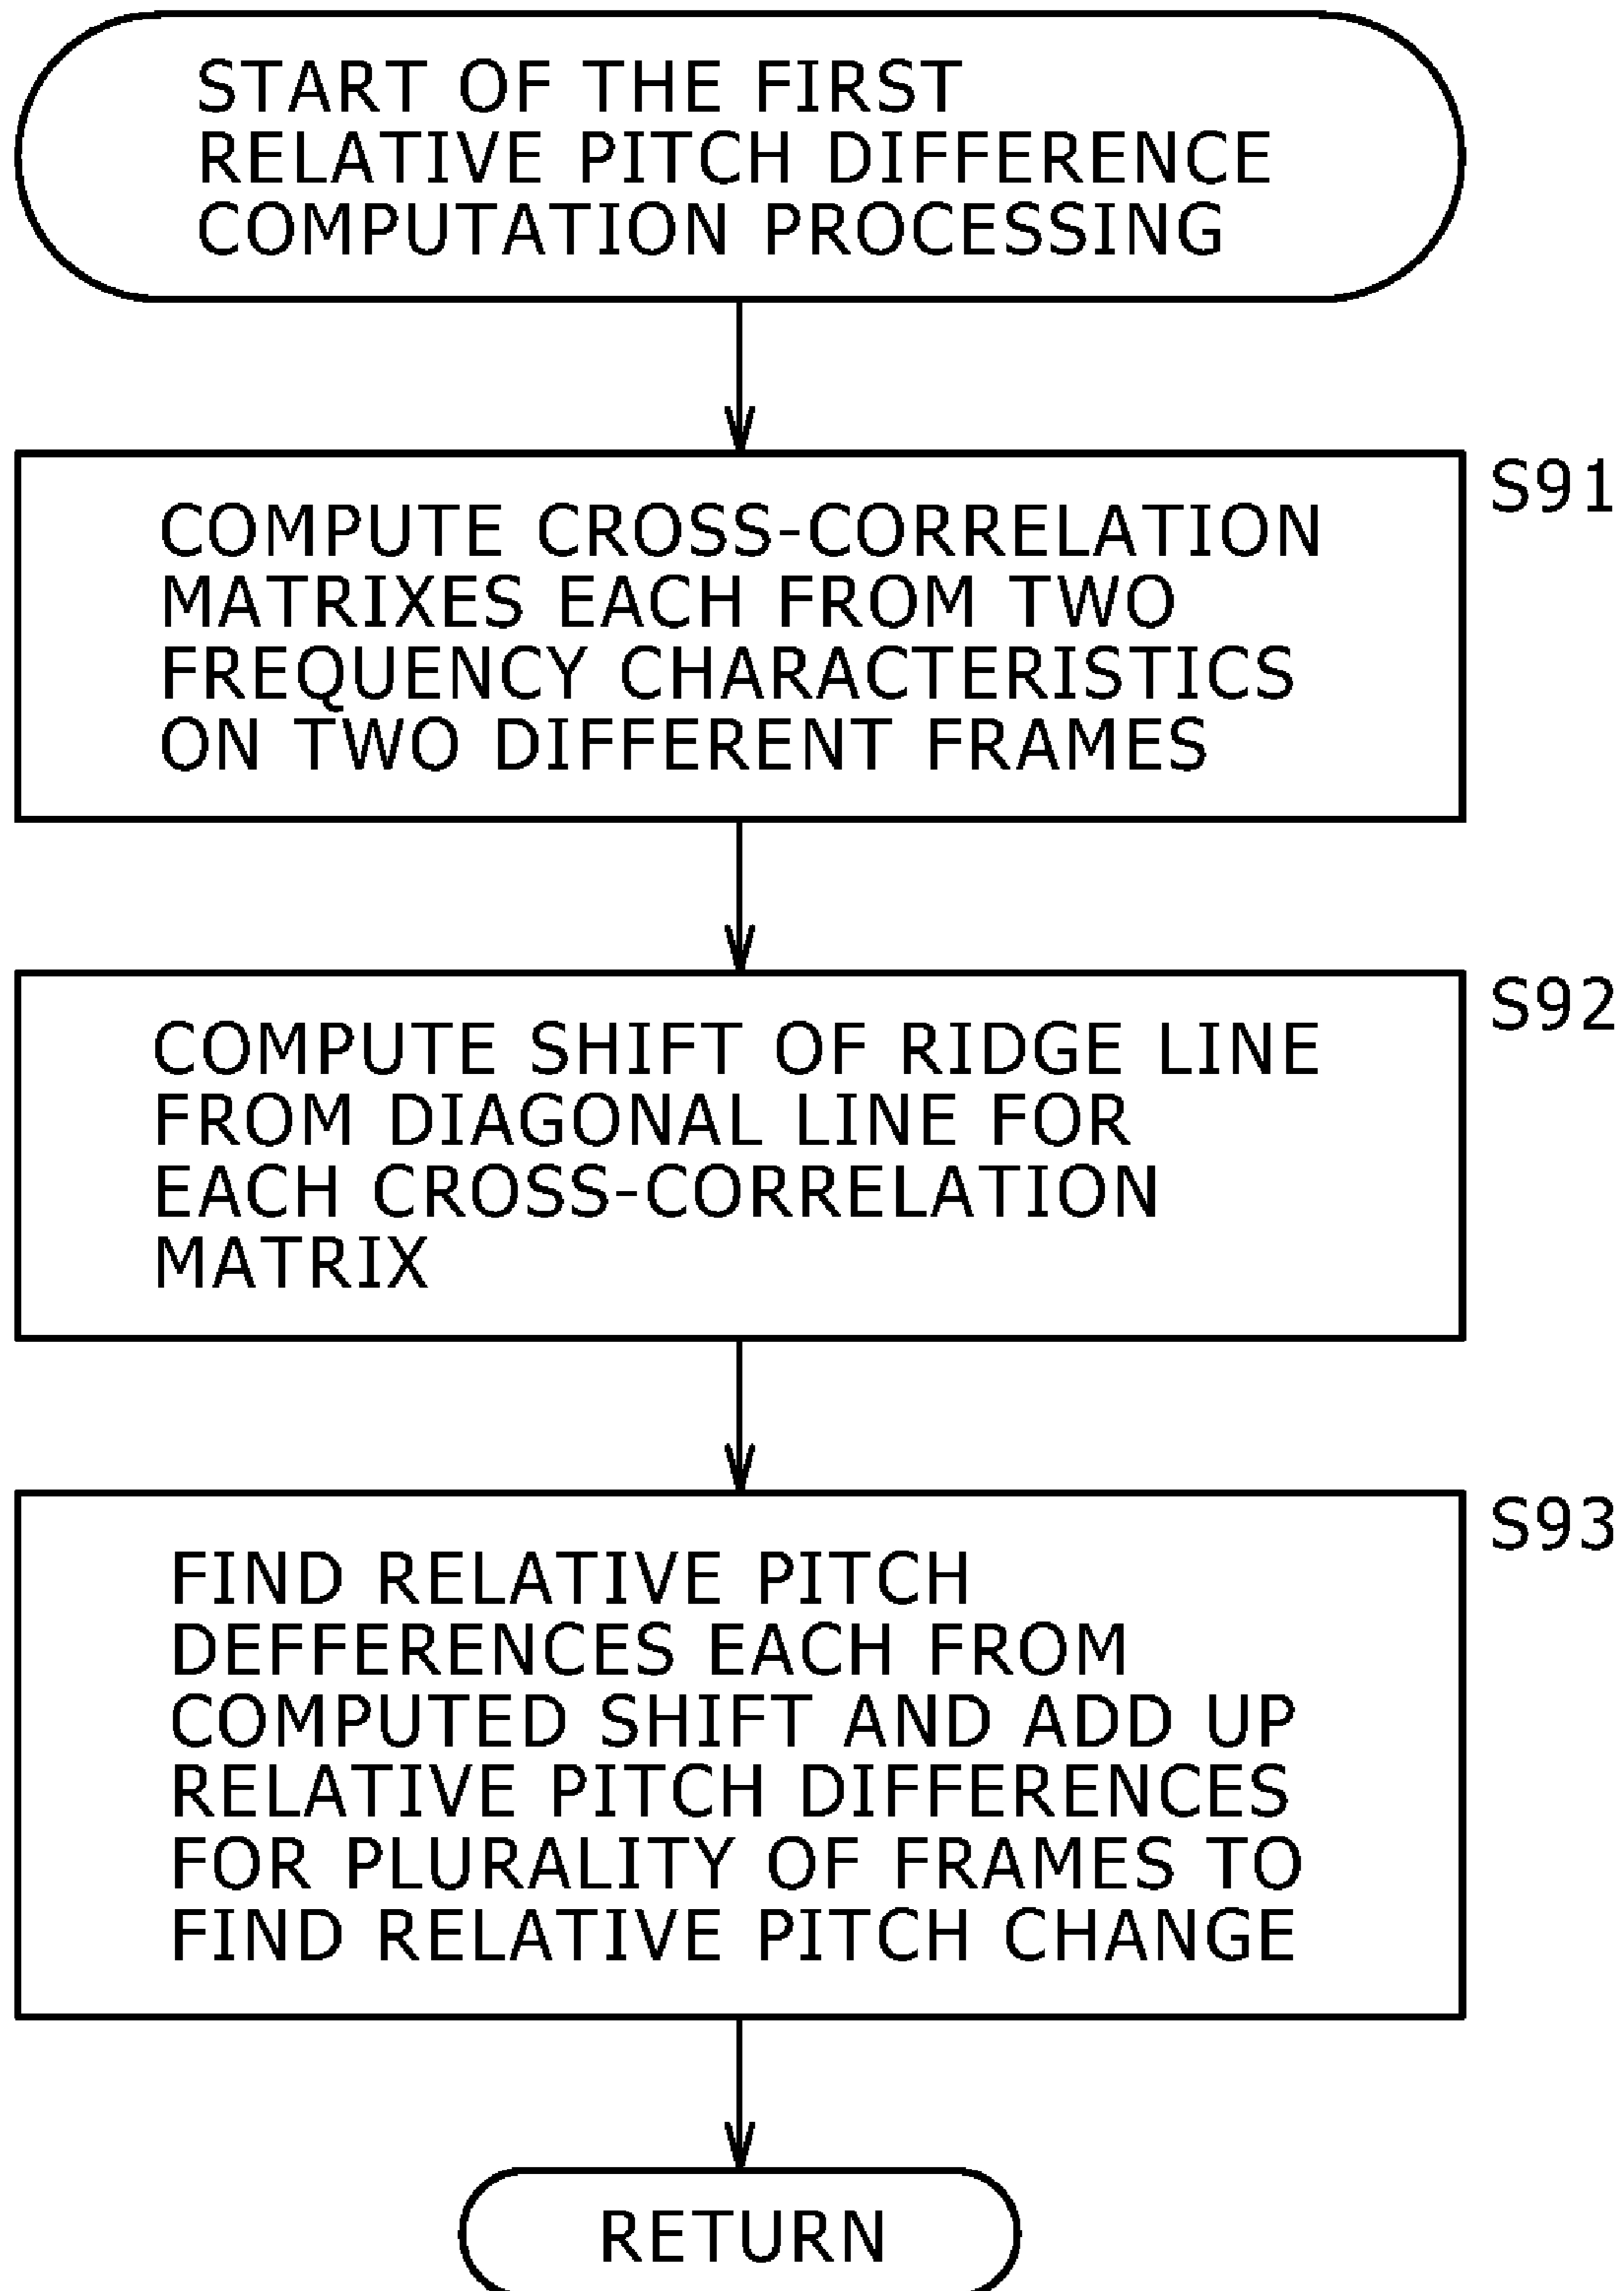 START OF THE FIRST
RELATIVE PITCH DIFFERENCE
COMPUTATION PROCESSING
S91
COMPUTE CROSS-CORRELATION
MATRIXES EACH FROM TWO
FREQUENCY CHARACTERISTICS
ON TWO DIFFERENT FRAMES
S92
COMPUTE SHIFT OF RIDGE LINE
FROM DIAGONAL LINE FOR
EACH CROSS-CORRELATION
MATRIX
S93
FIND RELATIVE PITCH
DEFFERENCES EACH FROM
COMPUTED SHIFT AND ADD UP
RELATIVE PITCH DIFFERENCES
FOR PLURALITY OF FRAMES TO
FIND RELATIVE PITCH CHANGE
RETURN